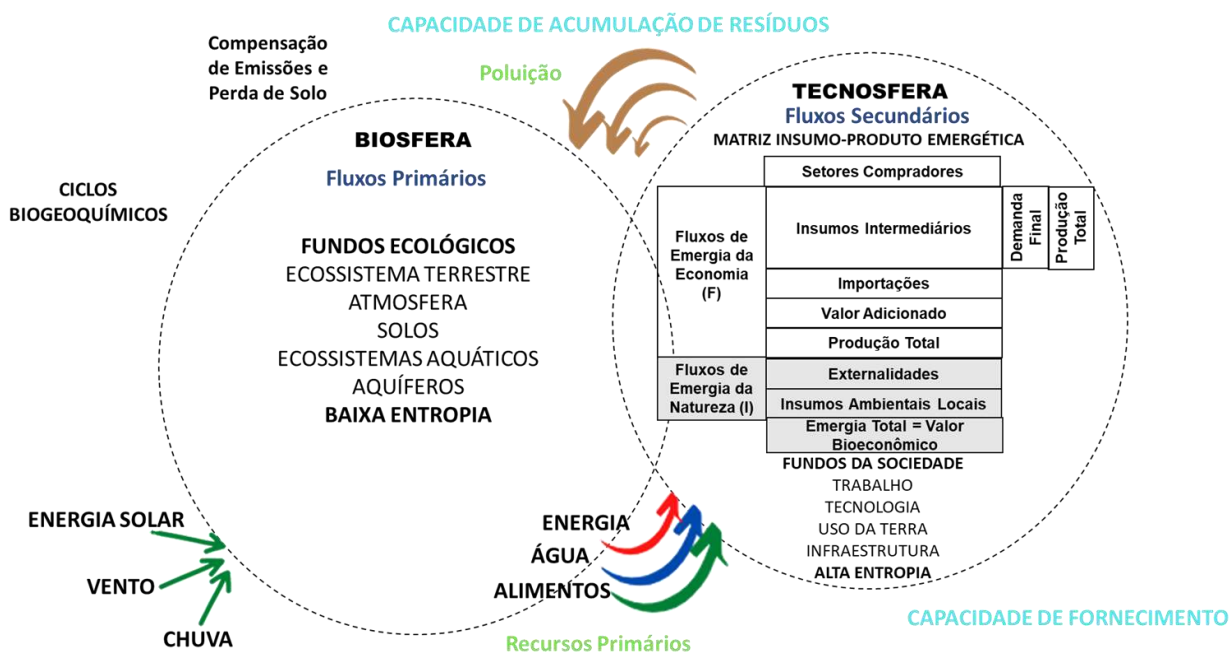 CAPACIDADE DE ACUMULAÇÃO DE RESÍDUOS
Compensação
de Emissões e
Perda de Solo
Poluição
CICLOS
BIOGEOQUÍMICOS
BIOSFERA
Fluxos Primários
FUNDOS ECOLÓGICOS
ECOSSISTEMA TERRESTRE
ATMOSFERA
SOLOS
ECOSSISTEMAS AQUÁTICOS
AQUÍFEROS
BAIXA ENTROPIA
ENERGIA SOLAR
VENTO
CHUVA
ENERGIA
ÁGUA
ALIMENTOS
Recursos Primários
TECNOSFERA
Fluxos Secundários
MATRIZ INSUMO-PRODUTO EMERGÉTICA
Setores Compradores
Fluxos de
Emergia da
Economia
(F)
Insumos Intermediários
Demanda
Final
Produção
Total
Importações
Valor Adicionado
Produção Total
Fluxos de
Emergia da
Natureza (I)
Externalidades
Insumos Ambientais Locais
Emergia Total = Valor
Bioeconômico
FUNDOS DA SOCIEDADE
TRABALHO
TECNOLOGIA
USO DA TERRA
INFRAESTRUTURA
ALTA ENTROPIA
CAPACIDADE DE FORNECIMENTO